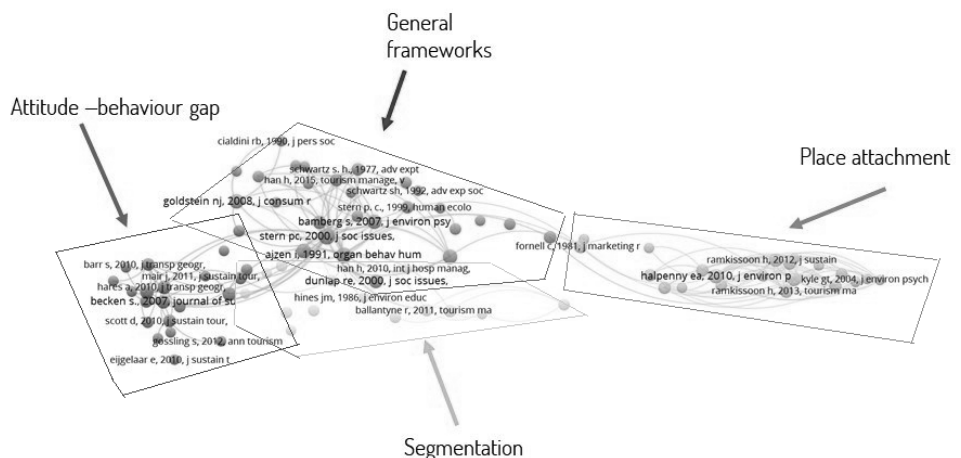 General
frameworks
Attitude –behaviour gap
Place attachment
cialdini rb, 1990, j pers soc
schwartz s. h., 1977, adv expt
han h, 2015, tourism manage, v
schwartz sh, 1992, adv exp soc
goldstein nj, 2008, j consum r
stern p. c., 1999, human ecolo
bamberg s, 2007, j environ psy
stern pc, 2000, j soc issues,
fornell c, 1981, j marketing r
ajzen i, 1991, organ behav hum
ramkissoon h, 2012, j sustain
barr s, 2010, j transp geogr,
han h, 2010, int j hosp manag,
mair j, 2011, j sustain tour,
halpenny ea, 2010, j environ p
kyle gt, 2004, j environ psych
dunlap re, 2000, j soc issues,
hares a, 2010, j transp geogr,
ramkissoon h, 2013, tourism ma
becken s., 2007, journal of su
hines jm, 1986, j environ educ
ballantyne r, 2011, tourism ma
scott d, 2010, j sustain tour,
gossling s, 2012, ann tourism
eijgelaar e, 2010, j sustain t
Segmentation